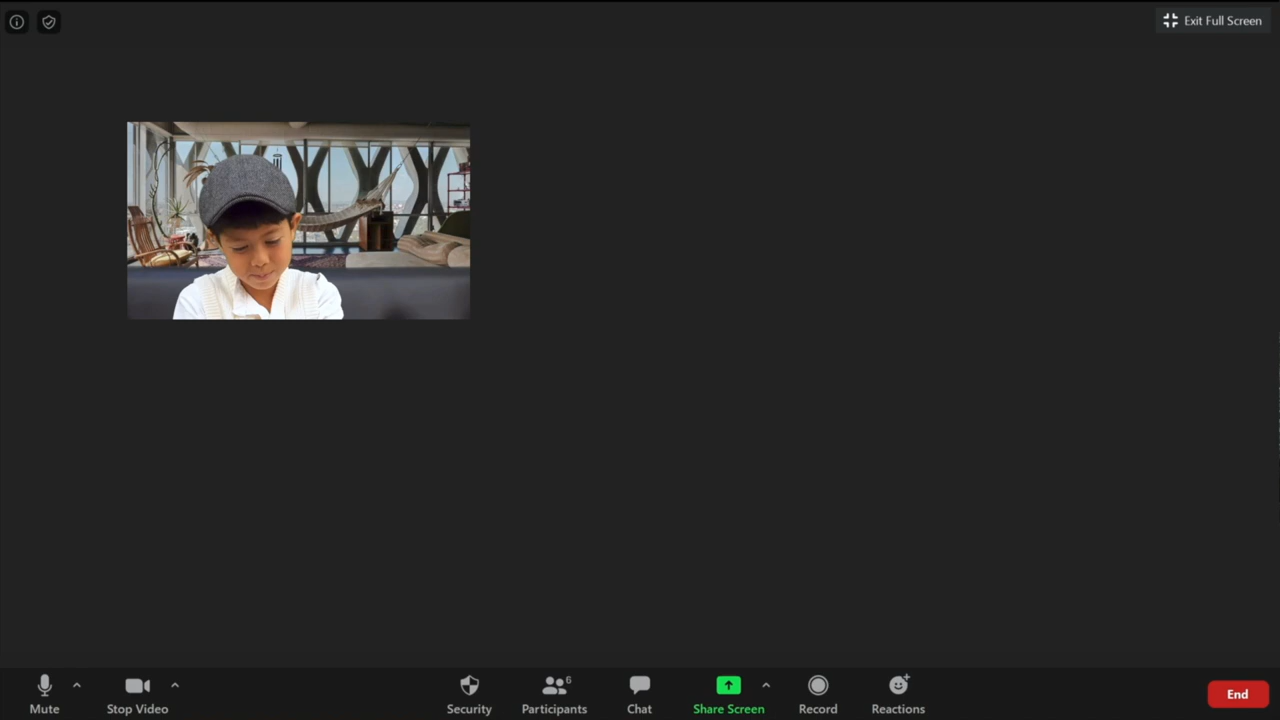 Exit Full Screen
Mute
Stop Video
Security
Participants
6
Chat
Share Screen
Record
Reactions
End